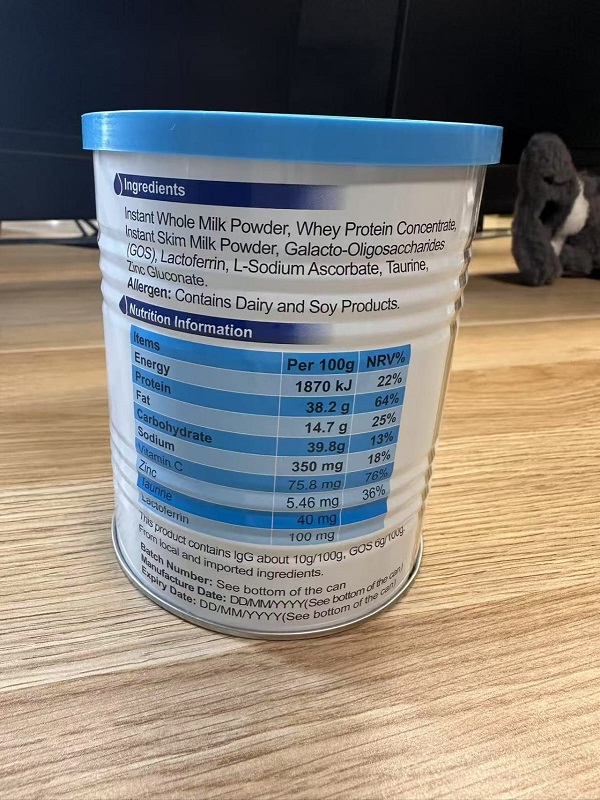 Ingredients
Instant Whole Milk Powder, Whey Protein Concentrate,
Instant Skim Milk Powder, Galacto-Oligosaccharides
(GOS), Lactoferrin, L-Sodium Ascorbate, Taurine,
Zinc Gluconate.
Allergen: Contains Dairy and Soy Products.
Nutrition Information
Items Per 100g NRV%
Energy 1870 kJ 22%
Protein 38.2 g 64%
Fat 14.7 g 25%
Carbohydrate 39.8g 13%
Sodium 350 mg 18%
Vitamin C 75.8 mg 76%
Zinc 5.46 mg 36%
Taurine 40 mg
Lactoferrin 100 mg
This product contains IgG about 10g/100g, GOS 6g/100g.
From local and imported ingredients.
Batch Number: See bottom of the can
Manufacture Date: DD/MM/YYYY(See bottom of the can)
Expiry Date: DD/MM/YYYY(See bottom of the can)